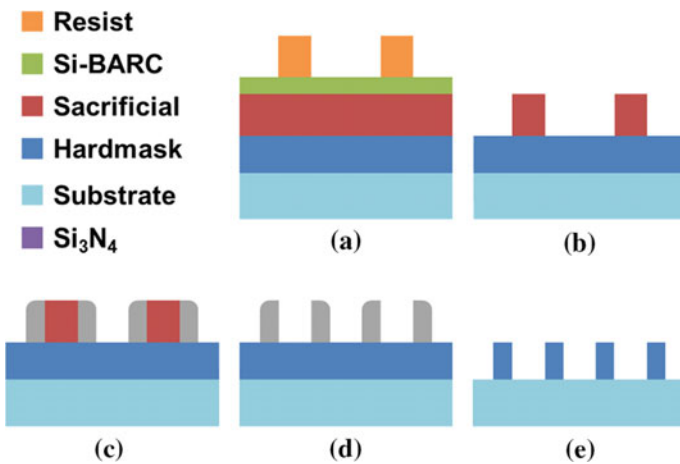 Resist
Si-BARC
Sacrificial
Hardmask
Substrate
Si₃N₄
(a)
(b)
(c)
(d)
(e)